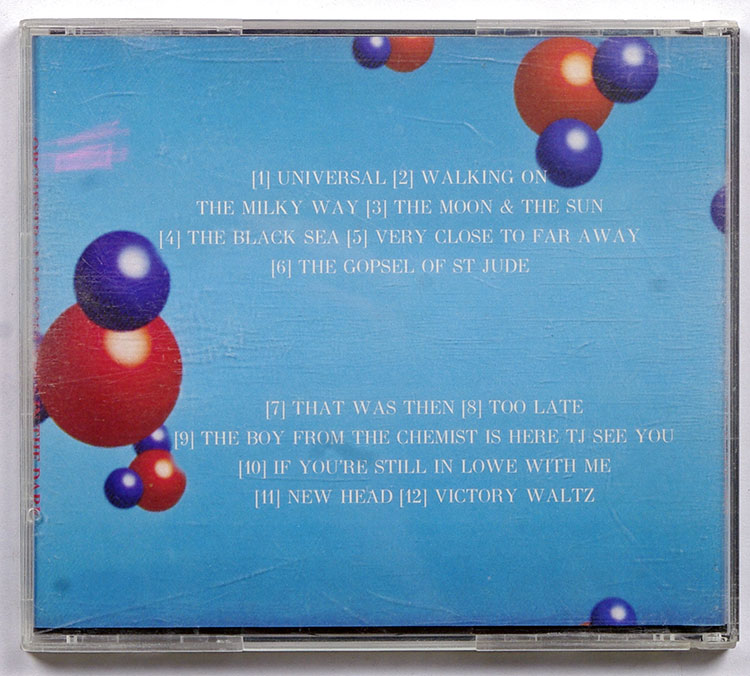 [1] UNIVERSAL [2] WALKING ON
THE MILKY WAY [3] THE MOON & THE SUN
[4] THE BLACK SEA [5] VERY CLOSE TO FAR AWAY
[6] THE GOPSEL OF ST JUDE
[7] THAT WAS THEN [8] TOO LATE
[9] THE BOY FROM THE CHEMIST IS HERE TJ SEE YOU
[10] IF YOU'RE STILL IN LOWE WITH ME
[11] NEW HEAD [12] VICTORY WALTZ